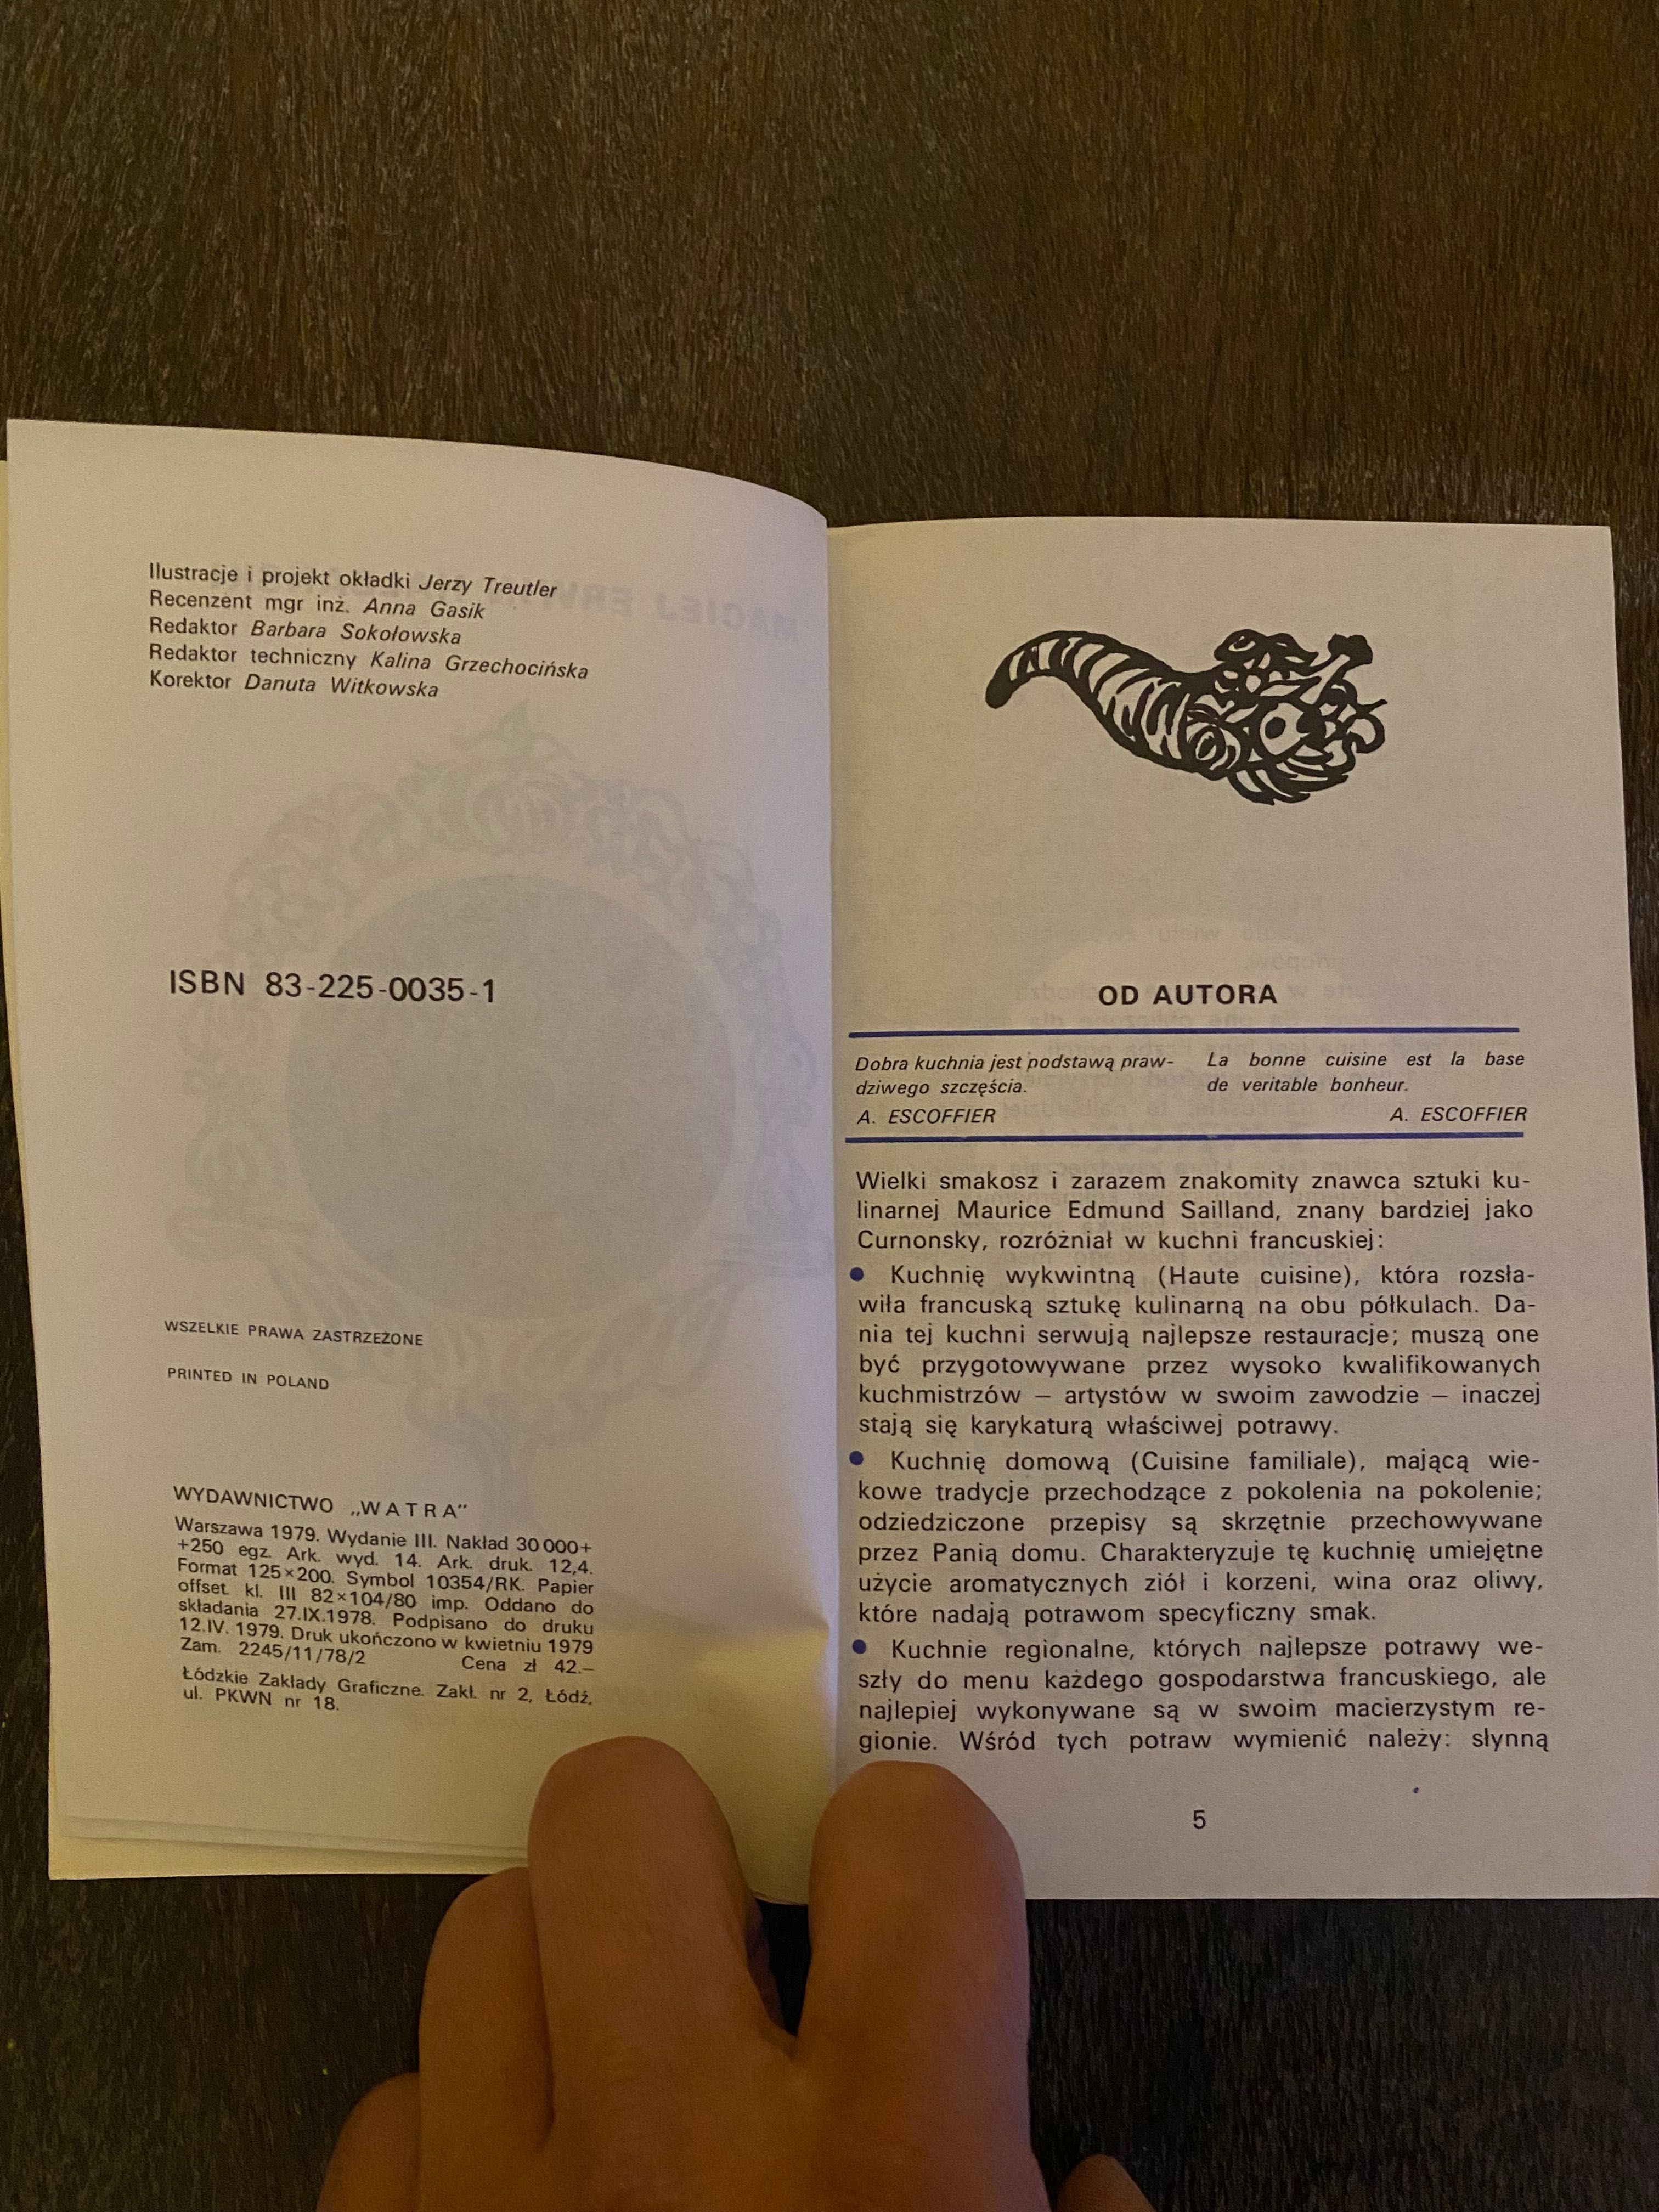 Ilustracje i projekt okładki Jerzy Treutler
Recenzent mgr inż. Anna Gasik
Redaktor Barbara Sokołowska
Redaktor techniczny Kalina Grzechocińska
Korektor Danuta Witkowska
ISBN 83-225-0035-1
WSZELKIE PRAWA ZASTRZEŻONE
PRINTED IN POLAND
WYDAWNICTWO „WATRA”
Warszawa 1979. Wydanie III. Nakład 30 000+
+250 egz. Ark. wyd. 14. Ark. druk. 12,4.
Format 125×200. Symbol 10354/RK. Papier
offset. kl. III 82×104/80 imp. Oddano do
składania 27.IX.1978. Podpisano do druku
12.IV. 1979. Druk ukończono w kwietniu 1979
Zam. 2245/11/78/2 Cena zł 42.–
Łódzkie Zakłady Graficzne. Zakł. nr 2, Łódź,
ul. PKWN nr 18.
OD AUTORA
Dobra kuchnia jest podstawą praw-
dziwego szczęścia.
A. ESCOFFIER
La bonne cuisine est la base
de veritable bonheur.
A. ESCOFFIER
Wielki smakosz i zarazem znakomity znawca sztuki ku-
linarnej Maurice Edmund Sailland, znany bardziej jako
Curnonsky, rozróżniał w kuchni francuskiej:
● Kuchnię wykwintną (Haute cuisine), która rozsła-
wiła francuską sztukę kulinarną na obu półkulach. Da-
nia tej kuchni serwują najlepsze restauracje; muszą one
być przygotowywane przez wysoko kwalifikowanych
kuchmistrzów – artystów w swoim zawodzie – inaczej
stają się karykaturą właściwej potrawy.
● Kuchnię domową (Cuisine familiale), mającą wie-
kowe tradycje przechodzące z pokolenia na pokolenie;
odziedziczone przepisy są skrzętnie przechowywane
przez Panią domu. Charakteryzuje tę kuchnię umiejętne
użycie aromatycznych ziół i korzeni, wina oraz oliwy,
które nadają potrawom specyficzny smak.
● Kuchnie regionalne, których najlepsze potrawy we-
szły do menu każdego gospodarstwa francuskiego, ale
najlepiej wykonywane są w swoim macierzystym re-
gionie. Wśród tych potraw wymienić należy: słynną
5